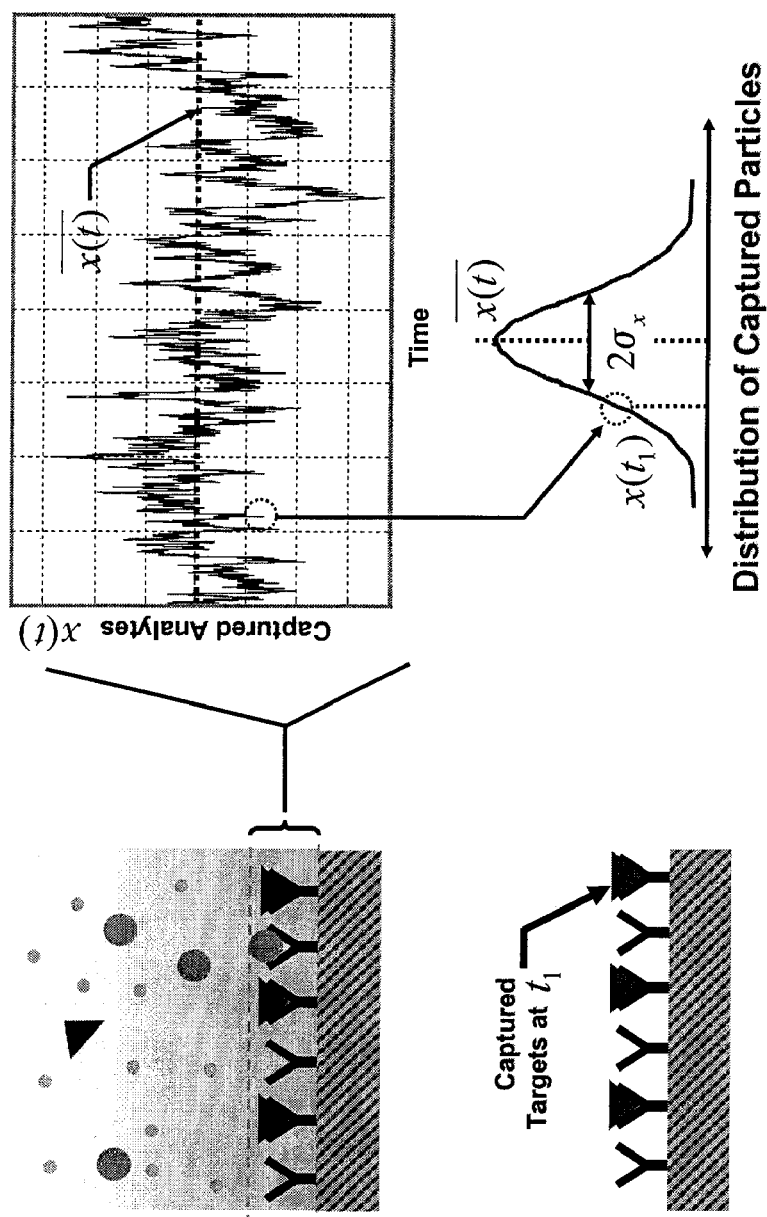 Captured Analytes x(t)
x(t)
Time
x(t)
2σx
x(t1)
Distribution of Captured Particles
Captured
Targets at t1